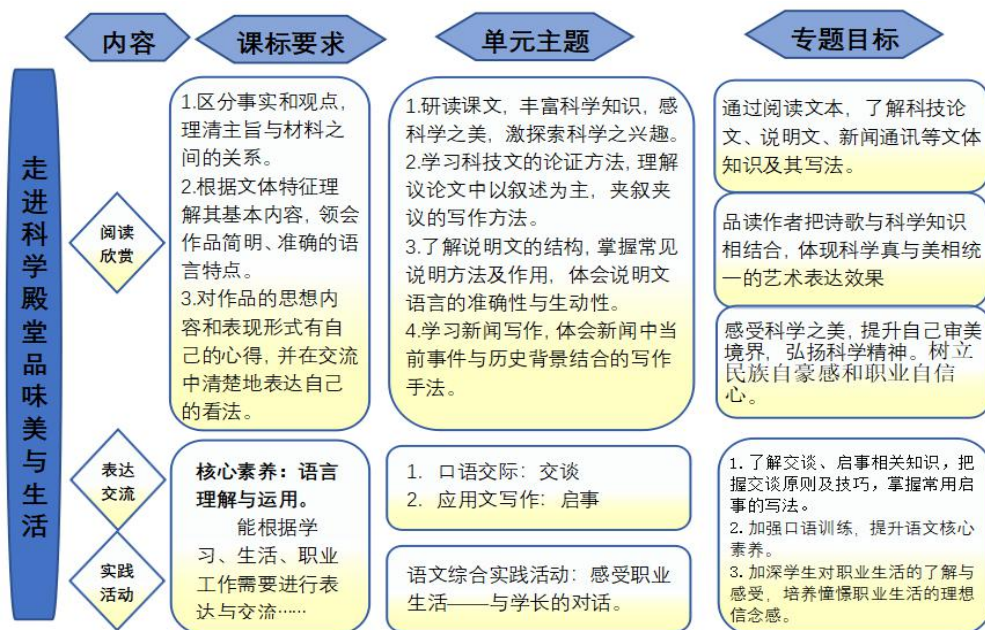 内容
课标要求
单元主题
专题目标
走进科学殿堂品味美与生活
阅读
欣赏
1.区分事实和观点，
理清主旨与材料之
间的关系。
2.根据文体特征理
解其基本内容，领会
作品简明、准确的语
言特点。
3.对作品的思想内
容和表现形式有自
己的心得，并在交流
中清楚地表达自己
的看法。
1.研读课文，丰富科学知识，感
科学之美，激探索科学之兴趣。
2.学习科技文的论证方法，理解
议论文中以叙述为主，夹叙夹
议的写作方法。
3.了解说明文的结构，掌握常见
说明方法及作用，体会说明文
语言的准确性与生动性。
4.学习新闻写作，体会新闻中当
前事件与历史背景结合的写作
手法。
通过阅读文本，了解科技论
文、说明文、新闻通讯等文体
知识及其写法。
品读作者把诗歌与科学知识
相结合，体现科学真与美相统
一的艺术表达效果
感受科学之美，提升自己审美
境界，弘扬科学精神。树立
民族自豪感和职业自信
心。
表达
交流
实践
活动
核心素养：语言
理解与运用。
能根据学
习、生活、职业
工作需要进行表
达与交流······
1. 口语交际：交谈
2. 应用文写作：启事
语文综合实践活动：感受职业
生活——与学长的对话。
1.了解交谈、启事相关知识，把
握交谈原则及技巧，掌握常用启
事的写法。
2.加强口语训练，提升语文核心
素养。
3.加深学生对职业生活的了解与
感受，培养憧憬职业生活的理想
信念感。